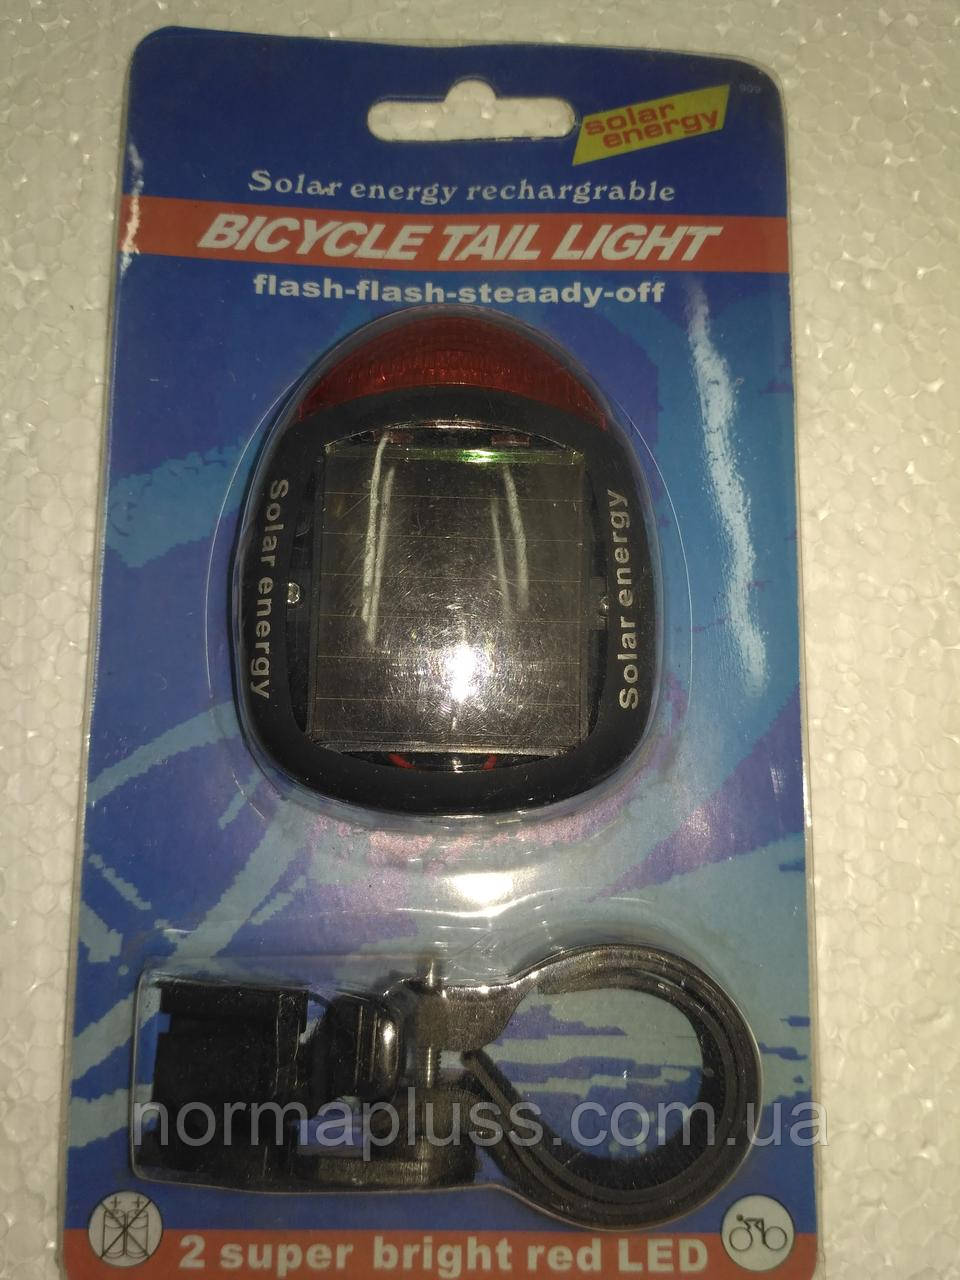 909
solar
energy
Solar energy rechargrable
BICYCLE TAIL LIGHT
flash-flash-steaady-off
Solar energy
Solar energy
normapluss.com.ua
2 super bright red LED